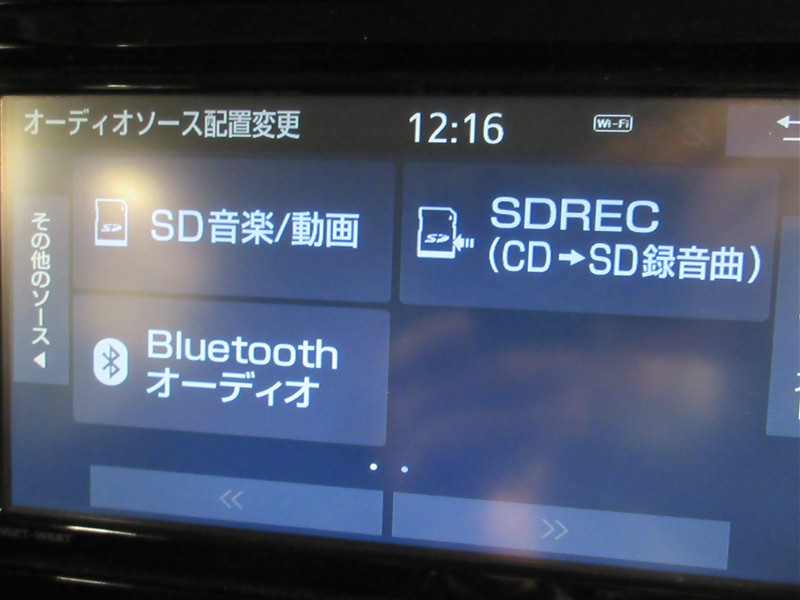 オーディオソース配置変更
12:16
Wi-Fi
その他のソース
SD音楽/動画
SDREC
(CD➡SD録音曲)
Bluetooth
オーディオ